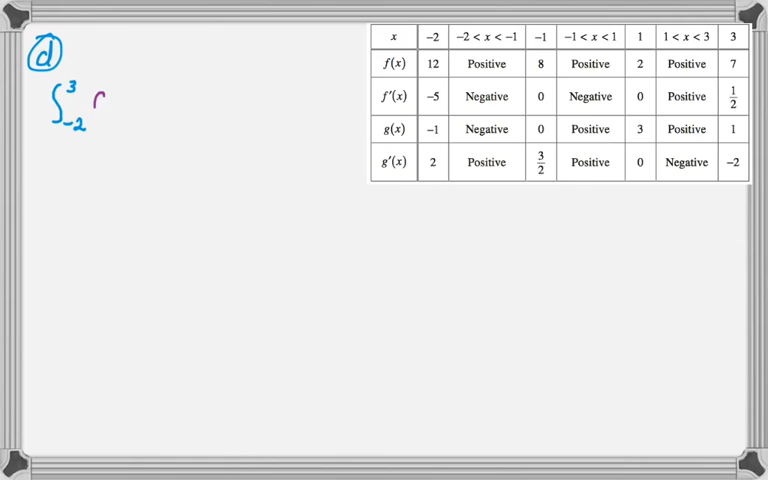 d
∫ 3 -2
x -2 -2 < x < -1 -1 -1 < x < 1 1 1 < x < 3 3
f(x) 12 Positive 8 Positive 2 Positive 7
f′(x) -5 Negative 0 Negative 0 Positive 1/2
g(x) -1 Negative 0 Positive 3 Positive 1
g′(x) 2 Positive 3/2 Positive 0 Negative -2